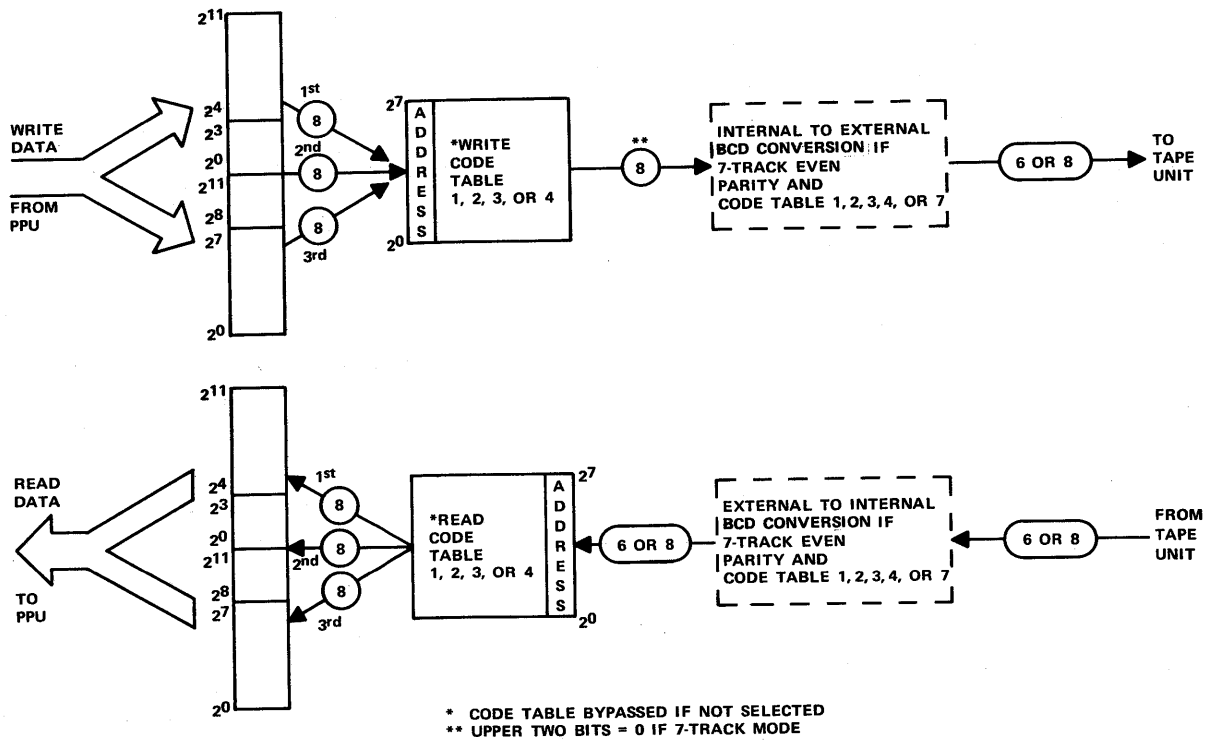 2¹¹
2⁴
2³
2⁰
2¹¹
2⁸
2⁷
2⁰
WRITE
DATA
FROM
PPU
1st
8
2nd
8
8
3rd
2⁷
ADDRESS
2⁰
*WRITE
CODE
TABLE
1, 2, 3, OR 4
**
8
INTERNAL TO EXTERNAL
BCD CONVERSION IF
7-TRACK EVEN
PARITY AND
CODE TABLE 1, 2, 3, 4, OR 7
6 OR 8
TO
TAPE
UNIT
2¹¹
2⁴
2³
2⁰
2¹¹
2⁸
2⁷
2⁰
READ
DATA
TO
PPU
1st
8
8
2nd
8
3rd
*READ
CODE
TABLE
1, 2, 3, OR 4
2⁷
ADDRESS
2⁰
6 OR 8
EXTERNAL TO INTERNAL
BCD CONVERSION IF
7-TRACK EVEN
PARITY AND
CODE TABLE 1, 2, 3, 4, OR 7
6 OR 8
FROM
TAPE
UNIT
* CODE TABLE BYPASSED IF NOT SELECTED
** UPPER TWO BITS = 0 IF 7-TRACK MODE